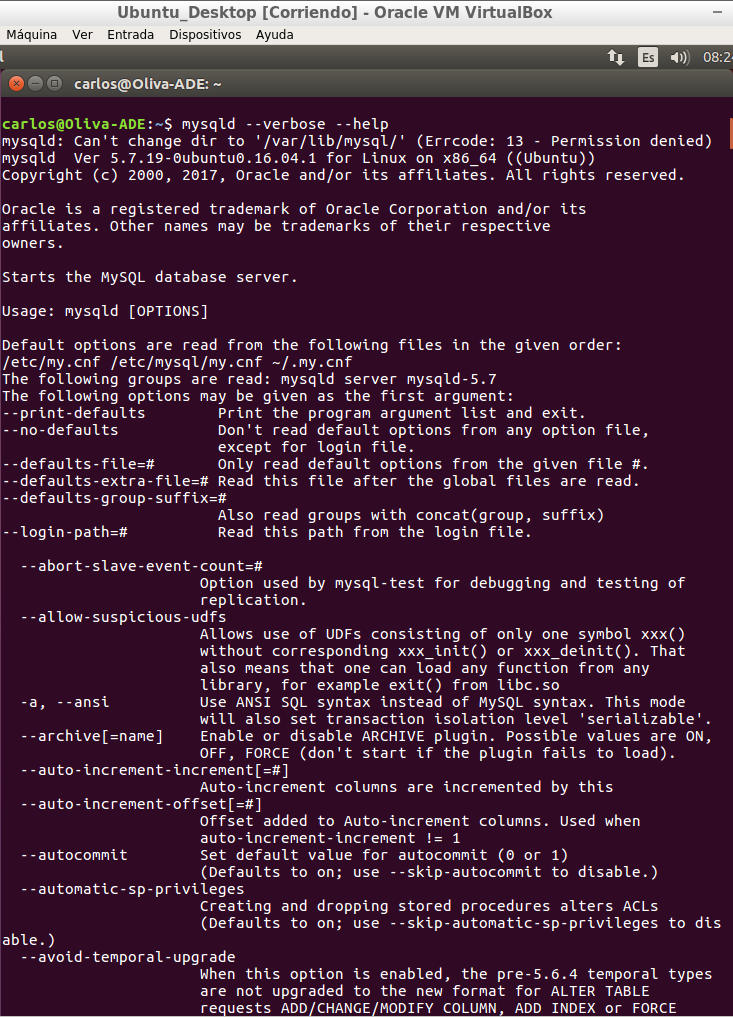 Ubuntu_Desktop [Corriendo] - Oracle VM VirtualBox
Máquina Ver Entrada Dispositivos Ayuda
Es 08:24
carlos@Oliva-ADE: ~
carlos@Oliva-ADE:~$ mysqld --verbose --help
mysqld: Can't change dir to '/var/lib/mysql/' (Errcode: 13 - Permission denied)
mysqld  Ver 5.7.19-0ubuntu0.16.04.1 for Linux on x86_64 ((Ubuntu))
Copyright (c) 2000, 2017, Oracle and/or its affiliates. All rights reserved.
Oracle is a registered trademark of Oracle Corporation and/or its
affiliates. Other names may be trademarks of their respective
owners.
Starts the MySQL database server.
Usage: mysqld [OPTIONS]
Default options are read from the following files in the given order:
/etc/my.cnf /etc/mysql/my.cnf ~/.my.cnf
The following groups are read: mysqld server mysqld-5.7
The following options may be given as the first argument:
--print-defaults        Print the program argument list and exit.
--no-defaults           Don't read default options from any option file,
                        except for login file.
--defaults-file=#       Only read default options from the given file #.
--defaults-extra-file=# Read this file after the global files are read.
--defaults-group-suffix=#
                        Also read groups with concat(group, suffix)
--login-path=#          Read this path from the login file.
  --abort-slave-event-count=#
                      Option used by mysql-test for debugging and testing of
                      replication.
  --allow-suspicious-udfs
                      Allows use of UDFs consisting of only one symbol xxx()
                      without corresponding xxx_init() or xxx_deinit(). That
                      also means that one can load any function from any
                      library, for example exit() from libc.so
  -a, --ansi          Use ANSI SQL syntax instead of MySQL syntax. This mode
                      will also set transaction isolation level 'serializable'.
  --archive[=name]    Enable or disable ARCHIVE plugin. Possible values are ON,
                      OFF, FORCE (don't start if the plugin fails to load).
  --auto-increment-increment[=#]
                      Auto-increment columns are incremented by this
  --auto-increment-offset[=#]
                      Offset added to Auto-increment columns. Used when
                      auto-increment-increment != 1
  --autocommit        Set default value for autocommit (0 or 1)
                      (Defaults to on; use --skip-autocommit to disable.)
  --automatic-sp-privileges
                      Creating and dropping stored procedures alters ACLs
                      (Defaults to on; use --skip-automatic-sp-privileges to dis
able.)
  --avoid-temporal-upgrade
                      When this option is enabled, the pre-5.6.4 temporal types
                      are not upgraded to the new format for ALTER TABLE
                      requests ADD/CHANGE/MODIFY COLUMN, ADD INDEX or FORCE